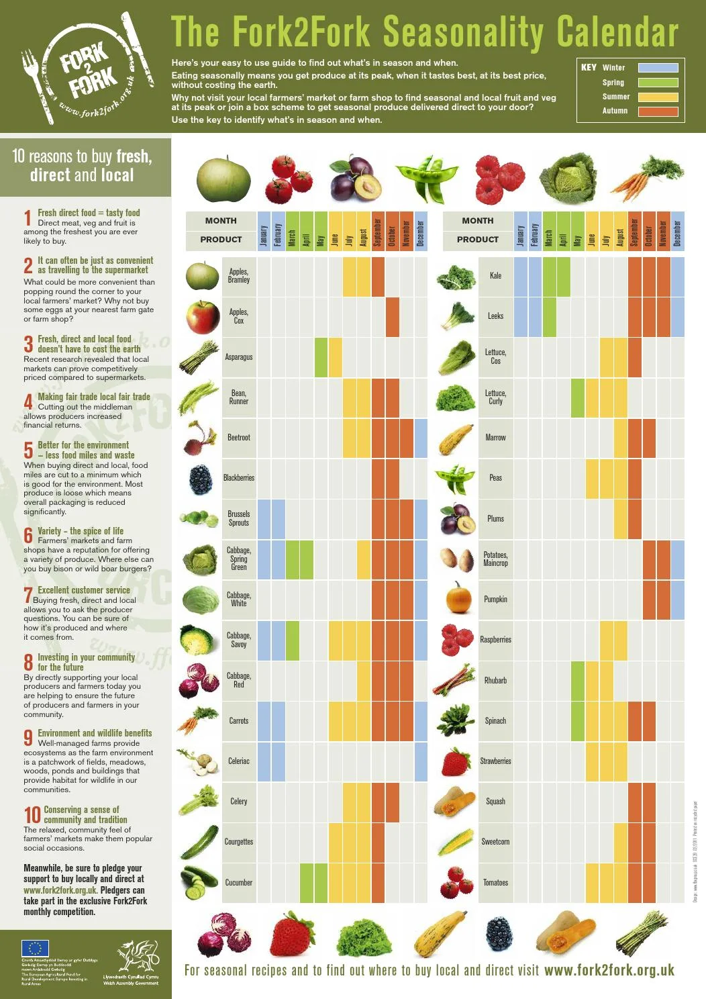 The Fork2Fork Seasonality Calendar
FORK
2
FORK
www.fork2fork.org.uk
Here's your easy to use guide to find out what's in season and when.
Eating seasonally means you get produce at its peak, when it tastes best, at its best price,
without costing the earth.
Why not visit your local farmers' market or farm shop to find seasonal and local fruit and veg
at its peak or join a box scheme to get seasonal produce delivered direct to your door?
Use the key to identify what's in season and when.
KEY Winter
Spring
Summer
Autumn
10 reasons to buy fresh,
direct and local
1 Fresh direct food = tasty food
Direct meat, veg and fruit is
among the freshest you are ever
likely to buy.
2 It can often be just as convenient
as travelling to the supermarket
What could be more convenient than
popping round the corner to your
local farmers' market? Why not buy
some eggs at your nearest farm gate
or farm shop?
3 Fresh, direct and local food
doesn't have to cost the earth
Recent research revealed that local
markets can prove competitively
priced compared to supermarkets.
4 Making fair trade local fair trade
Cutting out the middleman
allows producers increased
financial returns.
5 Better for the environment
– less food miles and waste
When buying direct and local, food
miles are cut to a minimum which
is good for the environment. Most
produce is loose which means
overall packaging is reduced
significantly.
6 Variety – the spice of life
Farmers' markets and farm
shops have a reputation for offering
a variety of produce. Where else can
you buy bison or wild boar burgers?
7 Excellent customer service
Buying fresh, direct and local
allows you to ask the producer
questions. You can be sure of
how it's produced and where
it comes from.
8 Investing in your community
for the future
By directly supporting your local
producers and farmers today you
are helping to ensure the future
of producers and farmers in your
community.
9 Environment and wildlife benefits
Well-managed farms provide
ecosystems as the farm environment
is a patchwork of fields, meadows,
woods, ponds and buildings that
provide habitat for wildlife in our
communities.
10 Conserving a sense of
community and tradition
The relaxed, community feel of
farmers' markets make them popular
social occasions.
Meanwhile, be sure to pledge your
support to buy locally and direct at
www.fork2fork.org.uk. Pledgers can
take part in the exclusive Fork2Fork
monthly competition.
MONTH
PRODUCT
January
February
March
April
May
June
July
August
September
October
November
December
Apples,
Bramley
Apples,
Cox
Asparagus
Bean,
Runner
Beetroot
Blackberries
Brussels
Sprouts
Cabbage,
Spring
Green
Cabbage,
White
Cabbage,
Savoy
Cabbage,
Red
Carrots
Celeriac
Celery
Courgettes
Cucumber
MONTH
PRODUCT
January
February
March
April
May
June
July
August
September
October
November
December
Kale
Leeks
Lettuce,
Cos
Lettuce,
Curly
Marrow
Peas
Plums
Potatoes,
Maincrop
Pumpkin
Raspberries
Rhubarb
Spinach
Strawberries
Squash
Sweetcorn
Tomatoes
For seasonal recipes and to find out where to buy local and direct visit www.fork2fork.org.uk
Cronfa Amaethyddol Ewrop ar gyfer Datblygu
Gwledig: Ewrop yn Buddsoddi
mewn Ardaloedd Gwledig
The European Agricultural Fund for
Rural Development: Europe Investing in
Rural Areas
Llywodraeth Cynulliad Cymru
Welsh Assembly Government